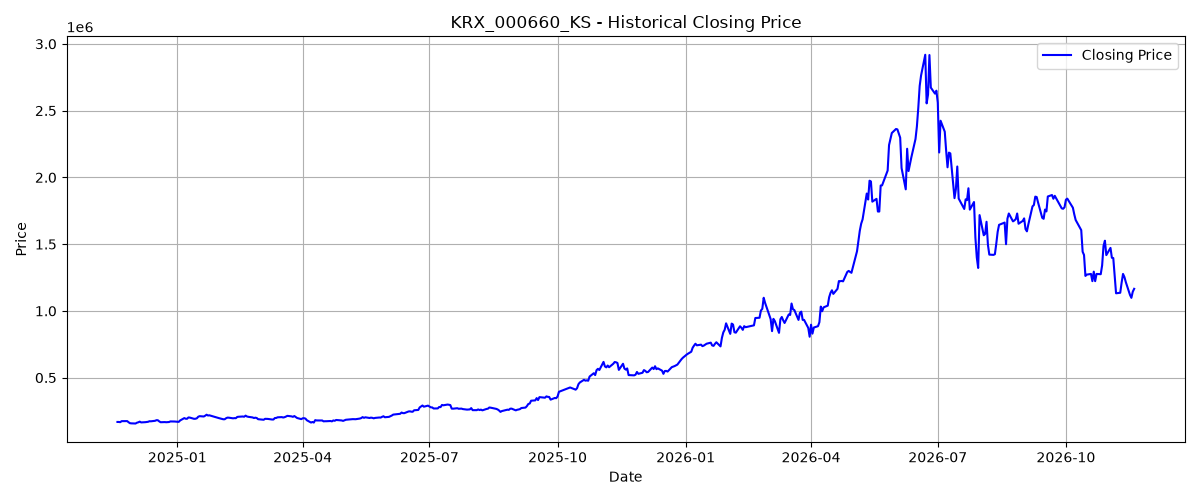 KRX_000660_KS - Historical Closing Price
1e6
3.0
2.5
2.0
1.5
1.0
0.5
Price
Closing Price
2025-01
2025-04
2025-07
2025-10
2026-01
2026-04
2026-07
2026-10
Date